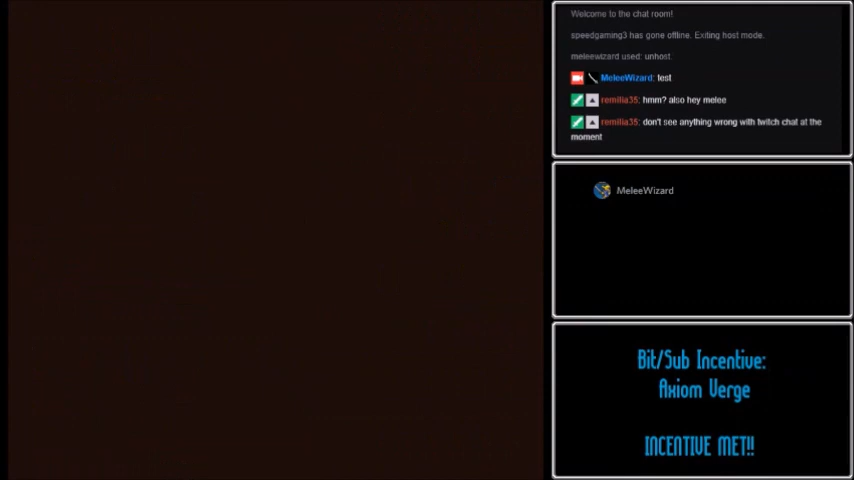 Welcome to the chat room!
speedgaming3 has gone offline. Exiting host mode.
meleewizard used: unhost
MeleeWizard: test
remilia35: hmm? also hey melee
remilia35: don't see anything wrong with twitch chat at the
moment
MeleeWizard
Bit/Sub Incentive:
Axiom Verge
INCENTIVE MET!!